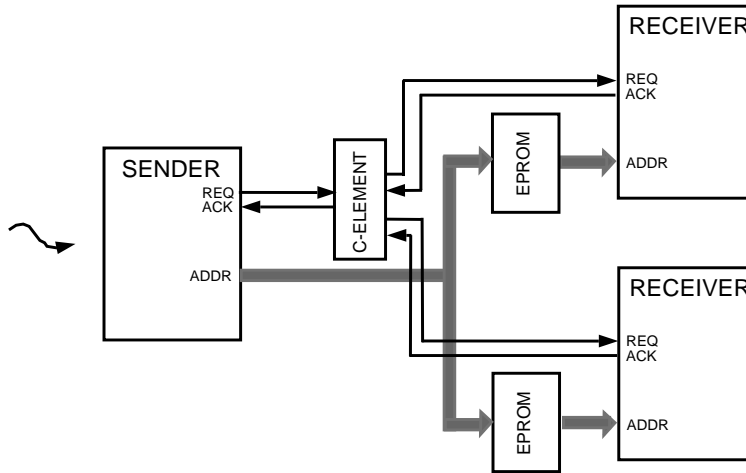 RECEIVER
REQ
ACK
ADDR
EPROM
SENDER
REQ
ACK
ADDR
C-ELEMENT
RECEIVER
REQ
ACK
ADDR
EPROM